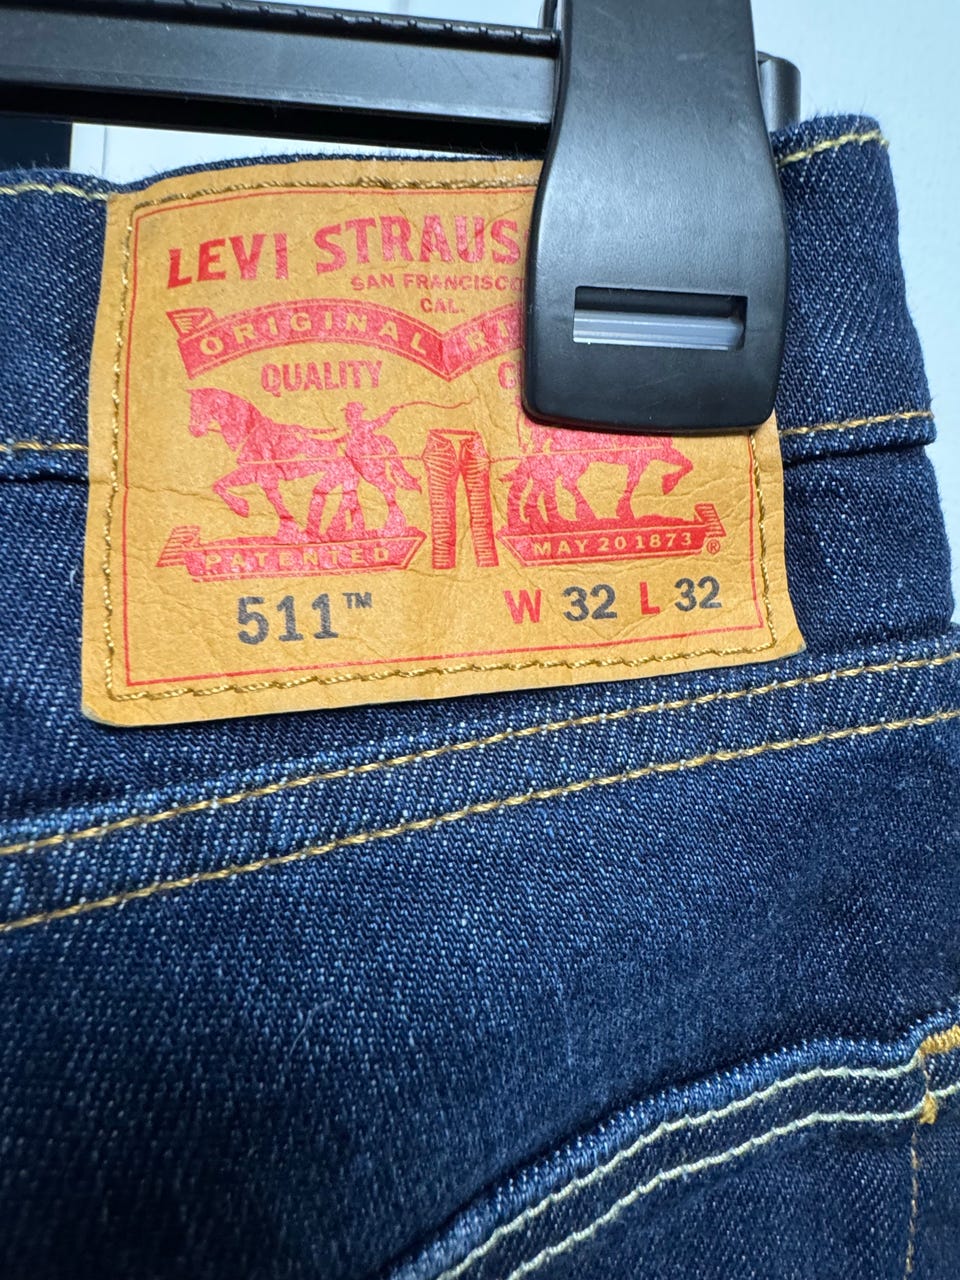 LEVI STRAUS
SAN FRANCISCO
CAL.
ORIGINAL
QUALITY
PATENTED
MAY 20 1873 ®
511™ W 32 L 32